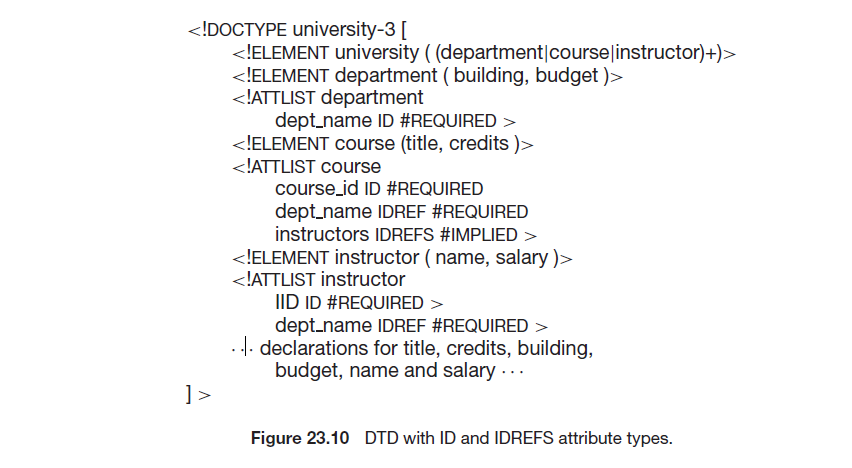 <!DOCTYPE university-3 [
<!ELEMENT university ( (department|course|instructor)+)>
<!ELEMENT department ( building, budget )>
<!ATTLIST department
dept_name ID #REQUIRED >
<!ELEMENT course (title, credits )>
<!ATTLIST course
course_id ID #REQUIRED
dept_name IDREF #REQUIRED
instructors IDREFS #IMPLIED >
<!ELEMENT instructor ( name, salary )>
<!ATTLIST instructor
IID ID #REQUIRED >
dept_name IDREF #REQUIRED >
··· declarations for title, credits, building,
budget, name and salary ···
] >
Figure 23.10 DTD with ID and IDREFS attribute types.